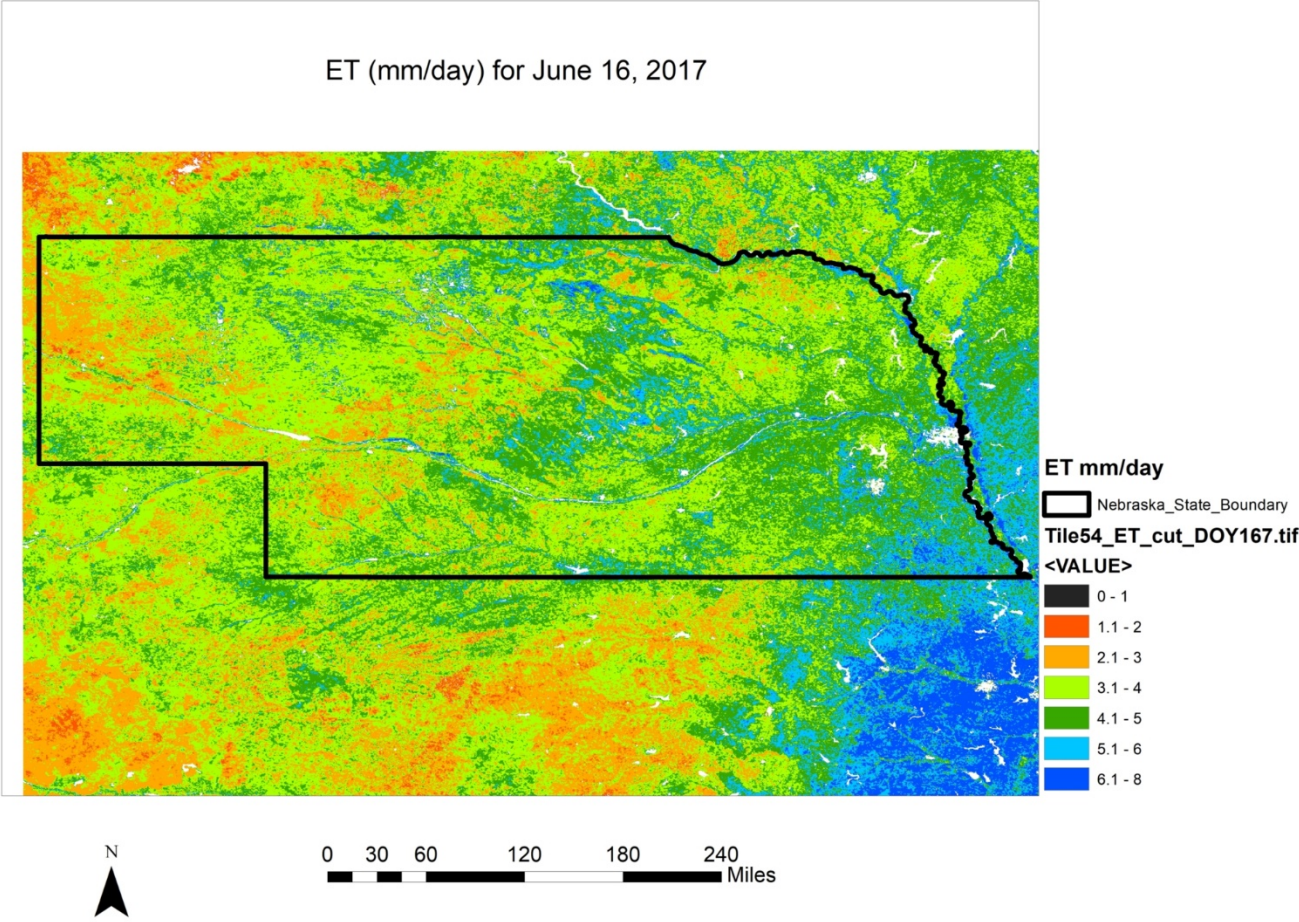 ET (mm/day) for June 16, 2017
ET mm/day
Nebraska_State_Boundary
Tile54_ET_cut_DOY167.tif
<VALUE>
0 - 1
1.1 - 2
2.1 - 3
3.1 - 4
4.1 - 5
5.1 - 6
6.1 - 8
N
0 30 60 120 180 240
Miles